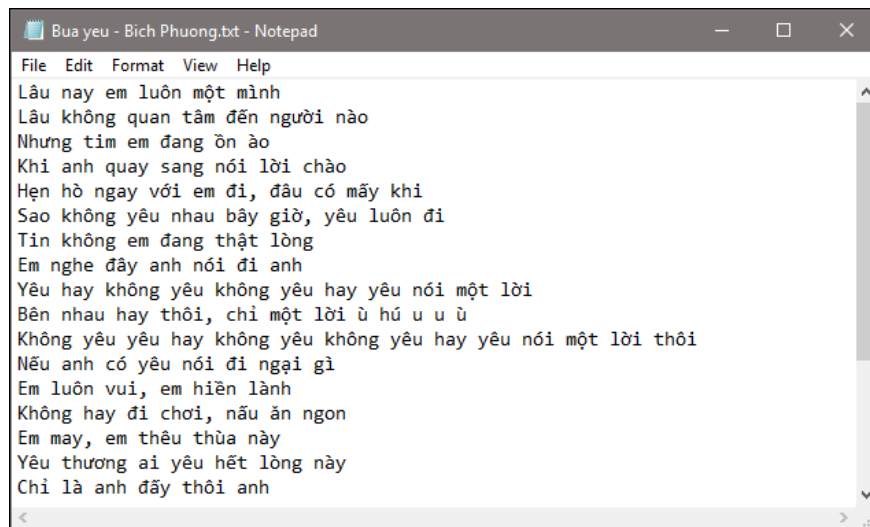 Bua yeu - Bich Phuong.txt - Notepad
File Edit Format View Help
Lâu nay em luôn một mình
Lâu không quan tâm đến người nào
Nhưng tim em đang ồn ào
Khi anh quay sang nói lời chào
Hẹn hò ngay với em đi, đâu có mấy khi
Sao không yêu nhau bây giờ, yêu luôn đi
Tin không em đang thật lòng
Em nghe đây anh nói đi anh
Yêu hay không yêu không yêu hay yêu nói một lời
Bên nhau hay thôi, chỉ một lời ù hú u u ù
Không yêu yêu hay không yêu không yêu hay yêu nói một lời thôi
Nếu anh có yêu nói đi ngại gì
Em luôn vui, em hiền lành
Không hay đi chơi, nấu ăn ngon
Em may, em thêu thùa này
Yêu thương ai yêu hết lòng này
Chỉ là anh đấy thôi anh